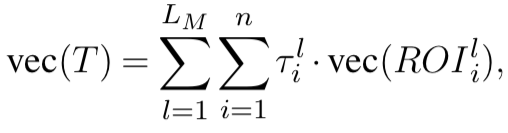 vec(T) = \sum_{l=1}^{L_M} \sum_{i=1}^{n} \tau_i^l \cdot vec(ROI_i^l),